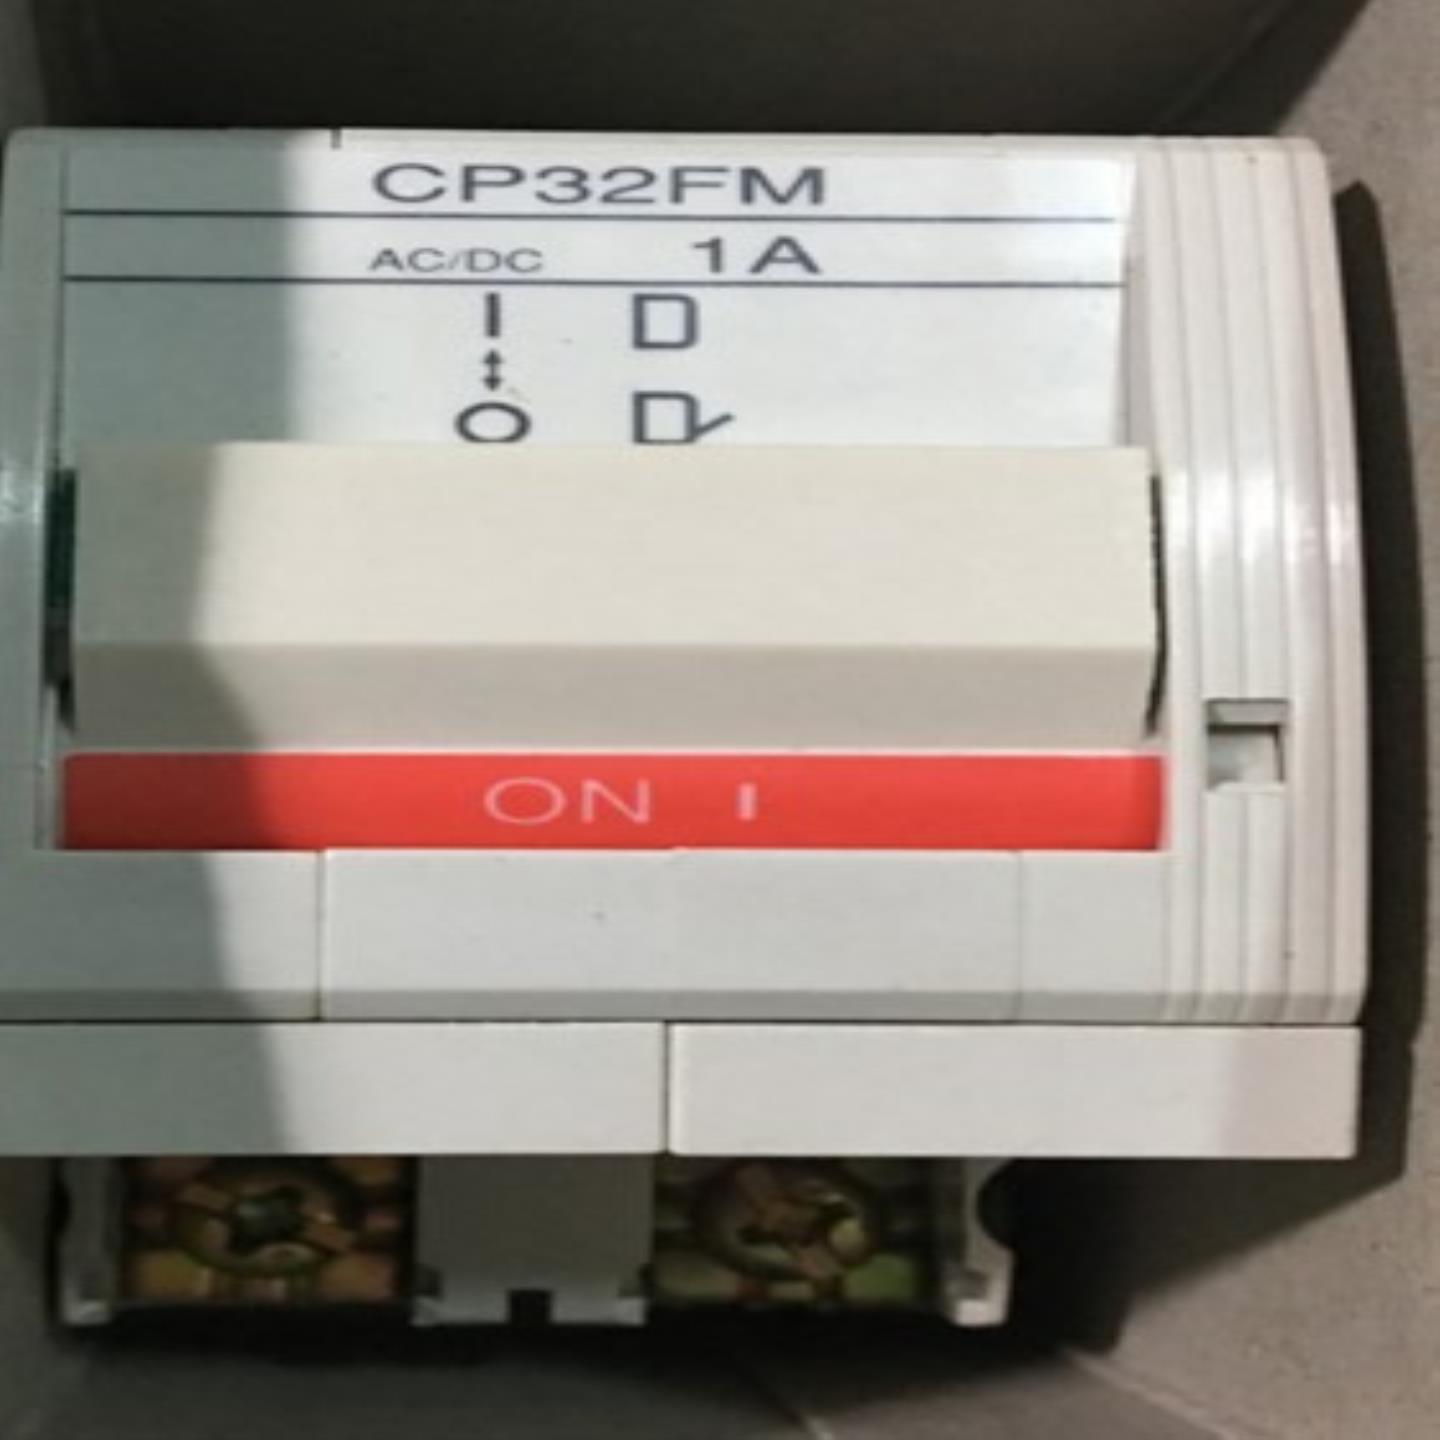 CP32FM
AC/DC 1A
I
O
ON I